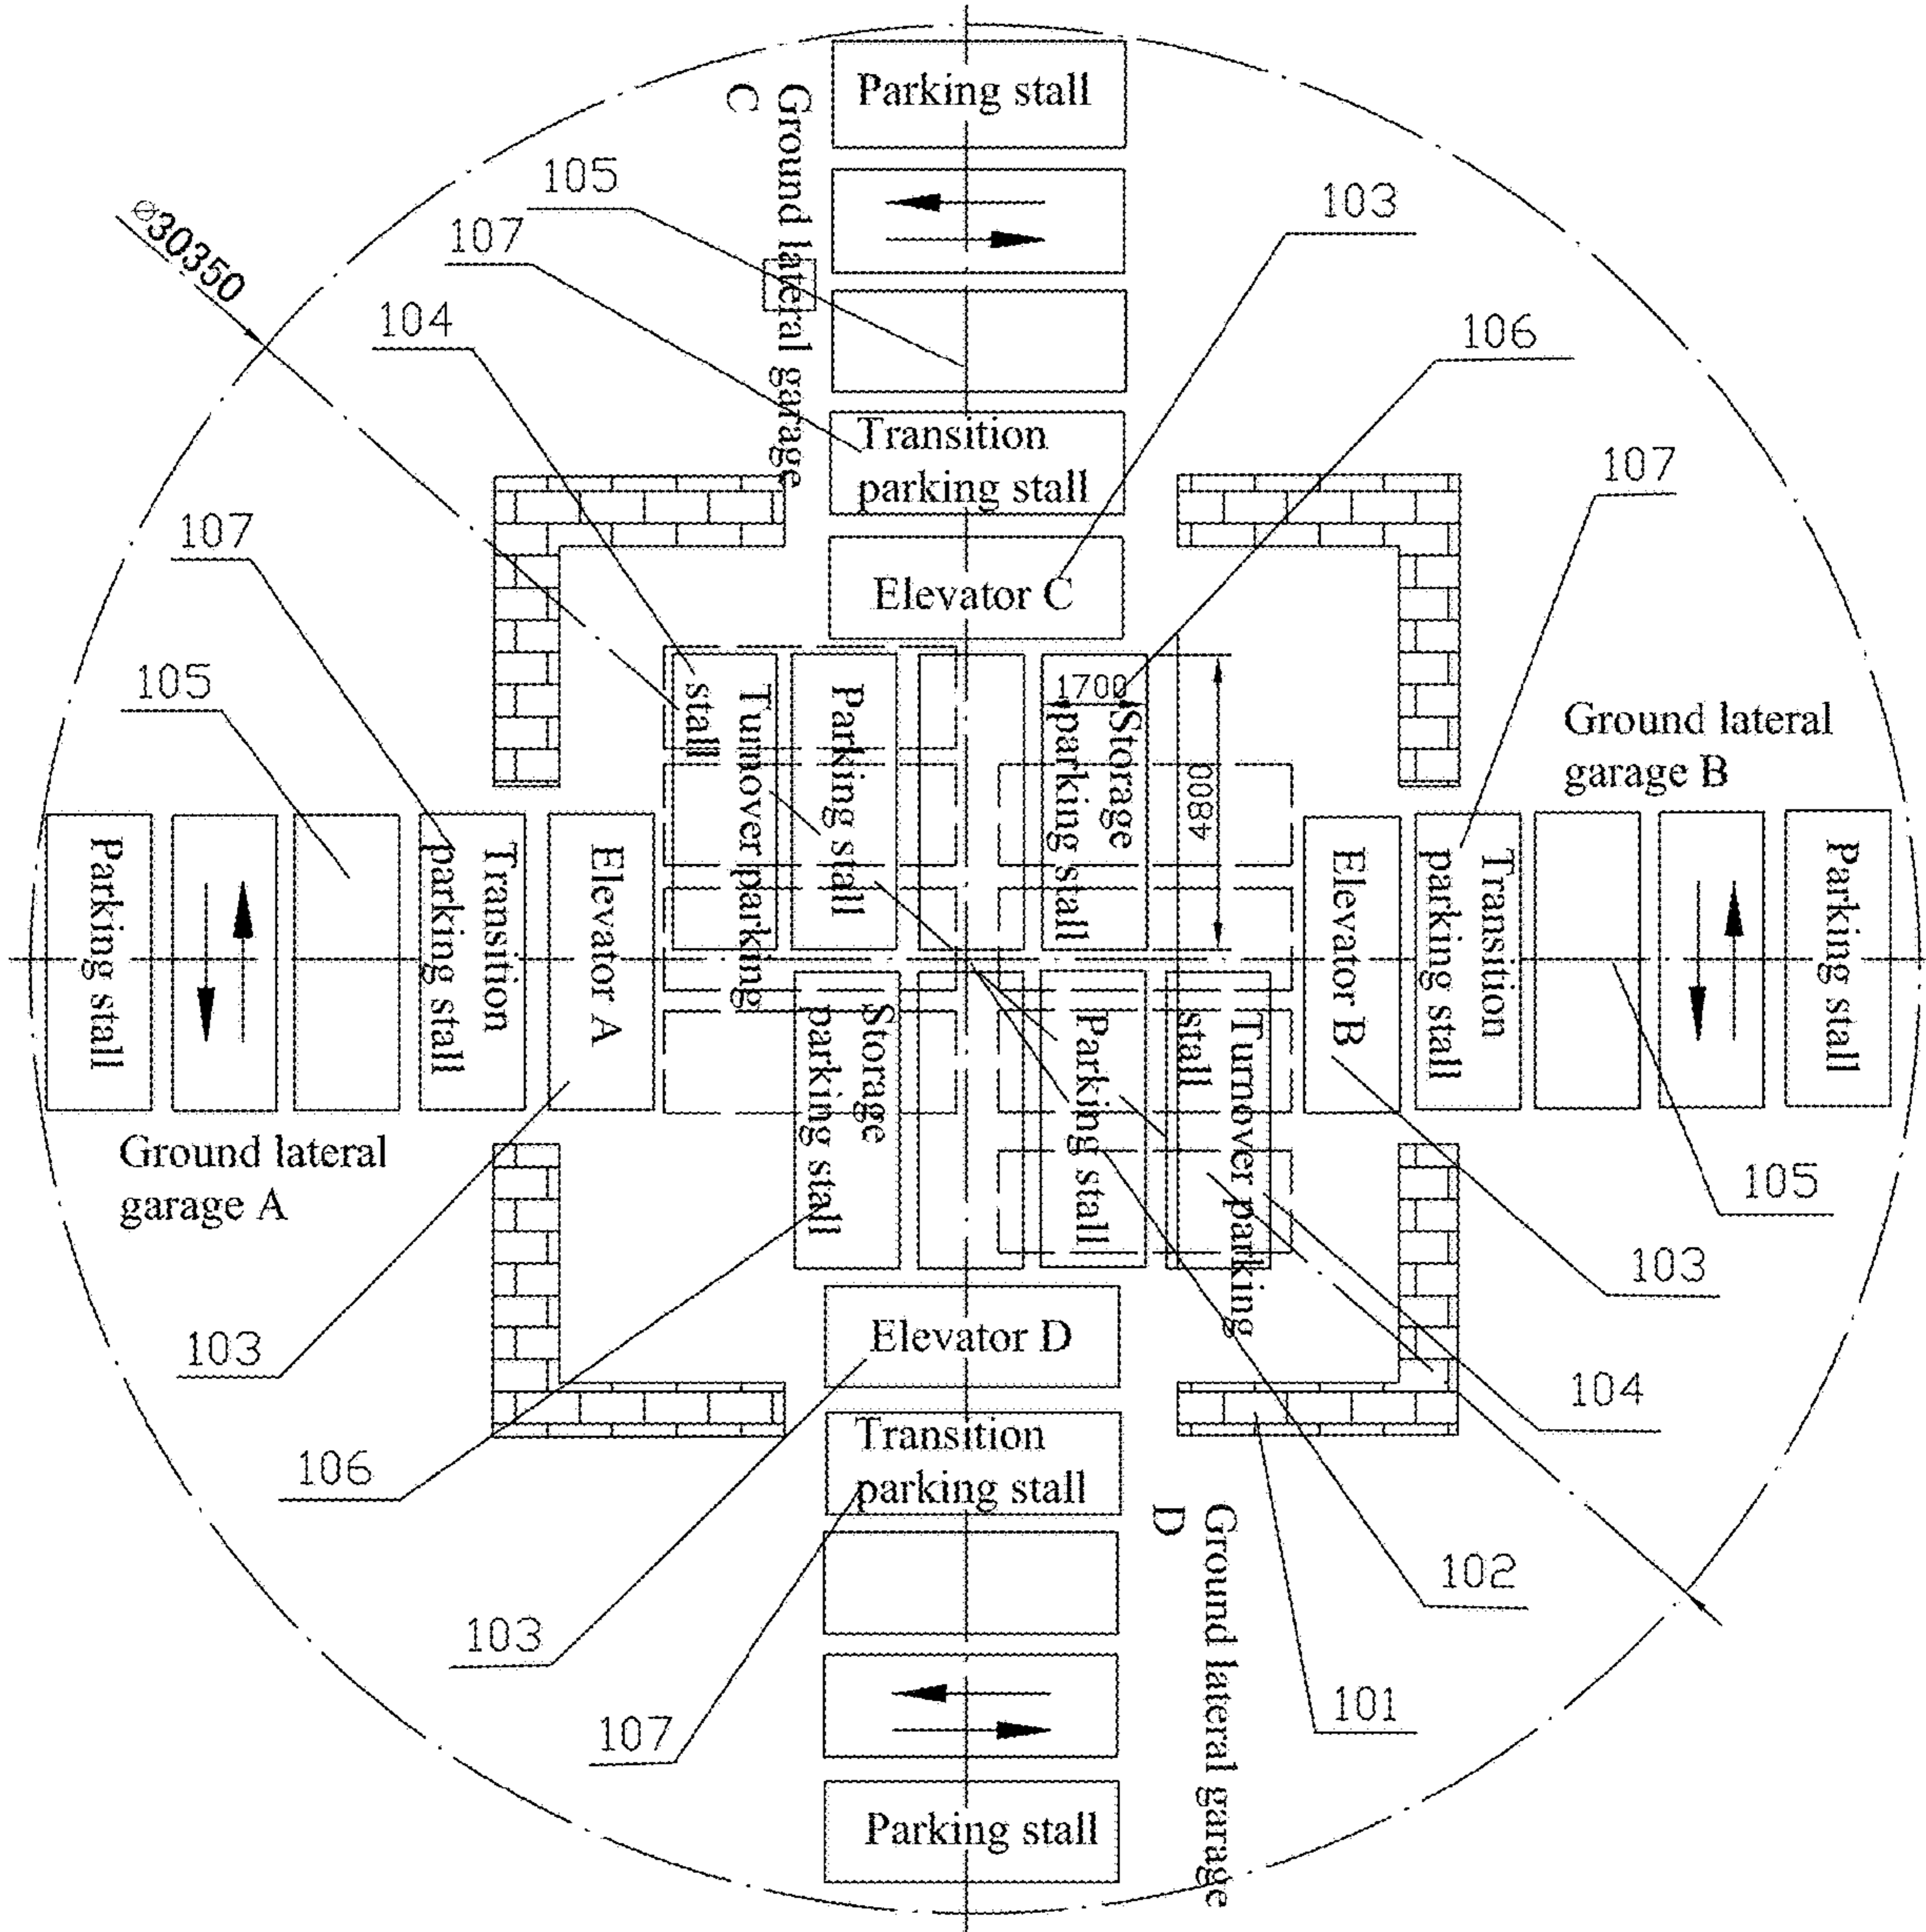 Parking stall
Ground lateral garage
C
105
103
107
ø30350
104
106
Transition
parking stall
107
107
Elevator C
105
1700
Storage
parking stall
4800
Parking stall
Turnover parking
stall
Ground lateral
garage B
Parking stall
Transition
parking stall
Elevator A
Elevator B
Transition
parking stall
Parking stall
Storage
parking stall
Parking stall
Turnover parking
stall
Ground lateral
garage A
105
103
Elevator D
103
104
106
Transition
parking stall
Ground lateral garage
D
102
103
101
107
Parking stall